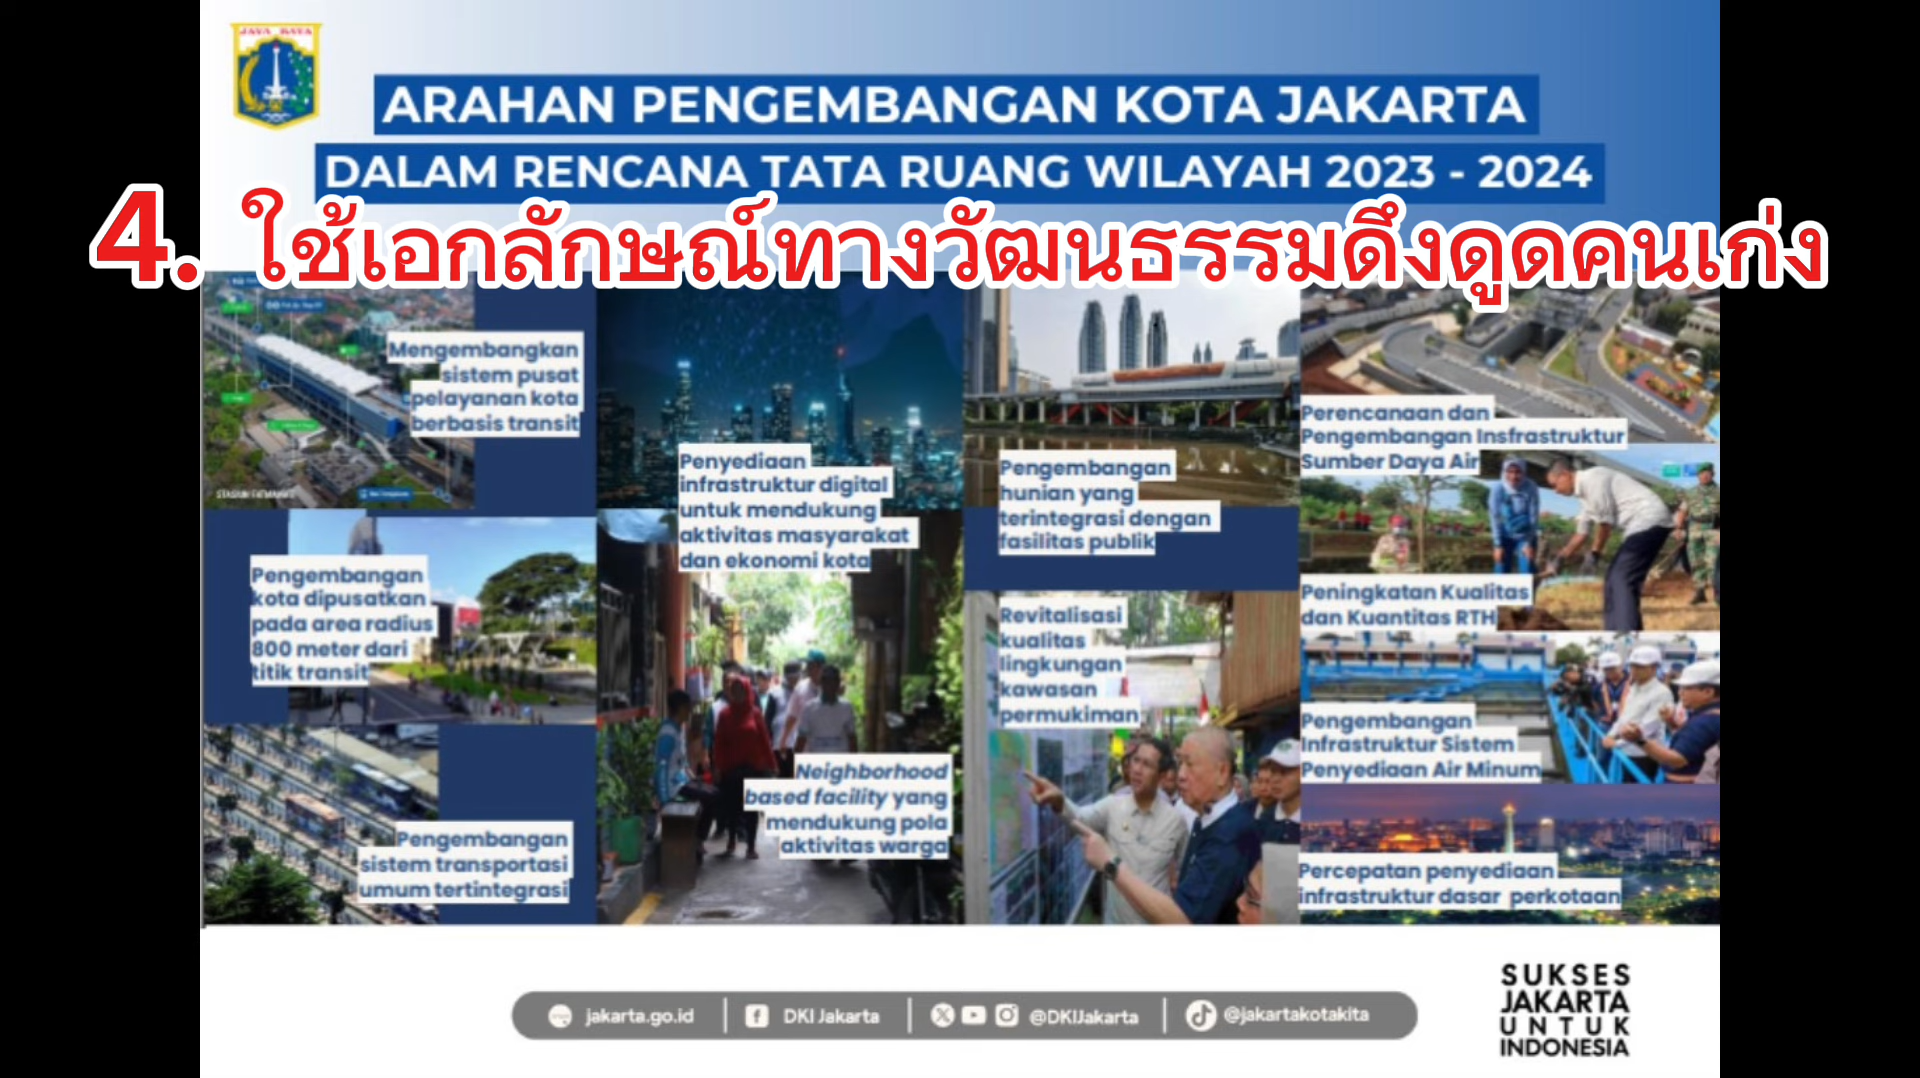 JAYA RAYA
ARAHAN PENGEMBANGAN KOTA JAKARTA
DALAM RENCANA TATA RUANG WILAYAH 2023 - 2024
4. ใช้เอกลักษณ์ทางวัฒนธรรมดึงดูดคนเก่ง
Mengembangkan
sistem pusat
pelayanan kota
berbasis transit
Pengembangan
kota dipusatkan
pada area radius
800 meter dari
titik transit
Pengembangan
sistem transportasi
umum tertintegrasi
Penyediaan
infrastruktur digital
untuk mendukung
aktivitas masyarakat
dan ekonomi kota
Neighborhood
based facility yang
mendukung pola
aktivitas warga
Pengembangan
hunian yang
terintegrasi dengan
fasilitas publik
Revitalisasi
kualitas
lingkungan
kawasan
permukiman
Perencanaan dan
Pengembangan Insfrastruktur
Sumber Daya Air
Peningkatan Kualitas
dan Kuantitas RTH
Pengembangan
Infrastruktur Sistem
Penyediaan Air Minum
Percepatan penyediaan
infrastruktur dasar perkotaan
jakarta.go.id
DKI Jakarta
@DKIJakarta
@jakartakotakita
SUKSES
JAKARTA
UNTUK
INDONESIA